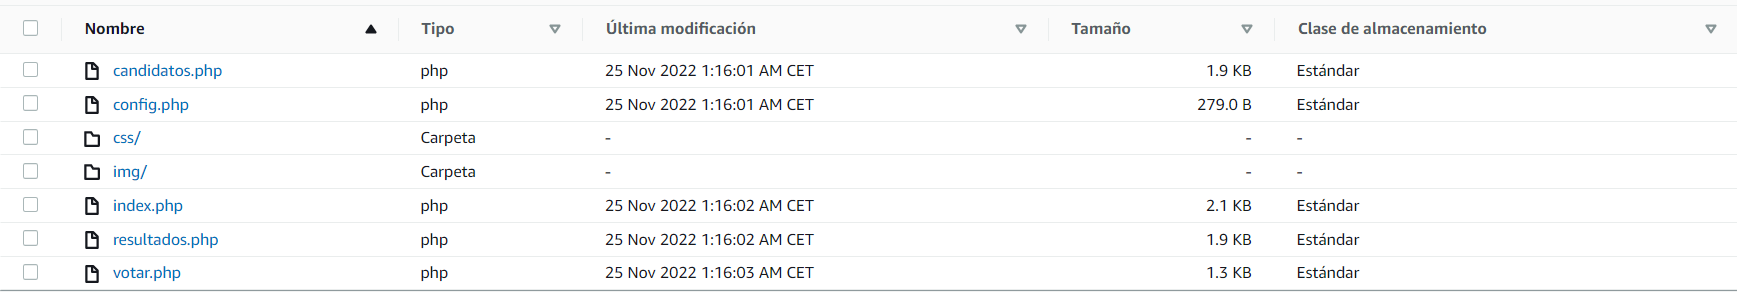 Nombre Tipo Última modificación Tamaño Clase de almacenamiento
candidatos.php php 25 Nov 2022 1:16:01 AM CET 1.9 KB Estándar
config.php php 25 Nov 2022 1:16:01 AM CET 279.0 B Estándar
css/ Carpeta - - -
img/ Carpeta - - -
index.php php 25 Nov 2022 1:16:02 AM CET 2.1 KB Estándar
resultados.php php 25 Nov 2022 1:16:02 AM CET 1.9 KB Estándar
votar.php php 25 Nov 2022 1:16:03 AM CET 1.3 KB Estándar